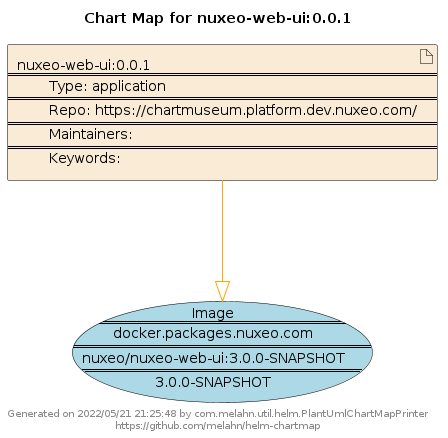 Chart Map for nuxeo-web-ui:0.0.1
nuxeo-web-ui:0.0.1
Type: application
Repo: https://chartmuseum.platform.dev.nuxeo.com/
Maintainers:
Keywords:
Image
docker.packages.nuxeo.com
nuxeo/nuxeo-web-ui:3.0.0-SNAPSHOT
3.0.0-SNAPSHOT
Generated on 2022/05/21 21:25:48 by com.melahn.util.helm.PlantUmlChartMapPrinter
https://github.com/melahn/helm-chartmap